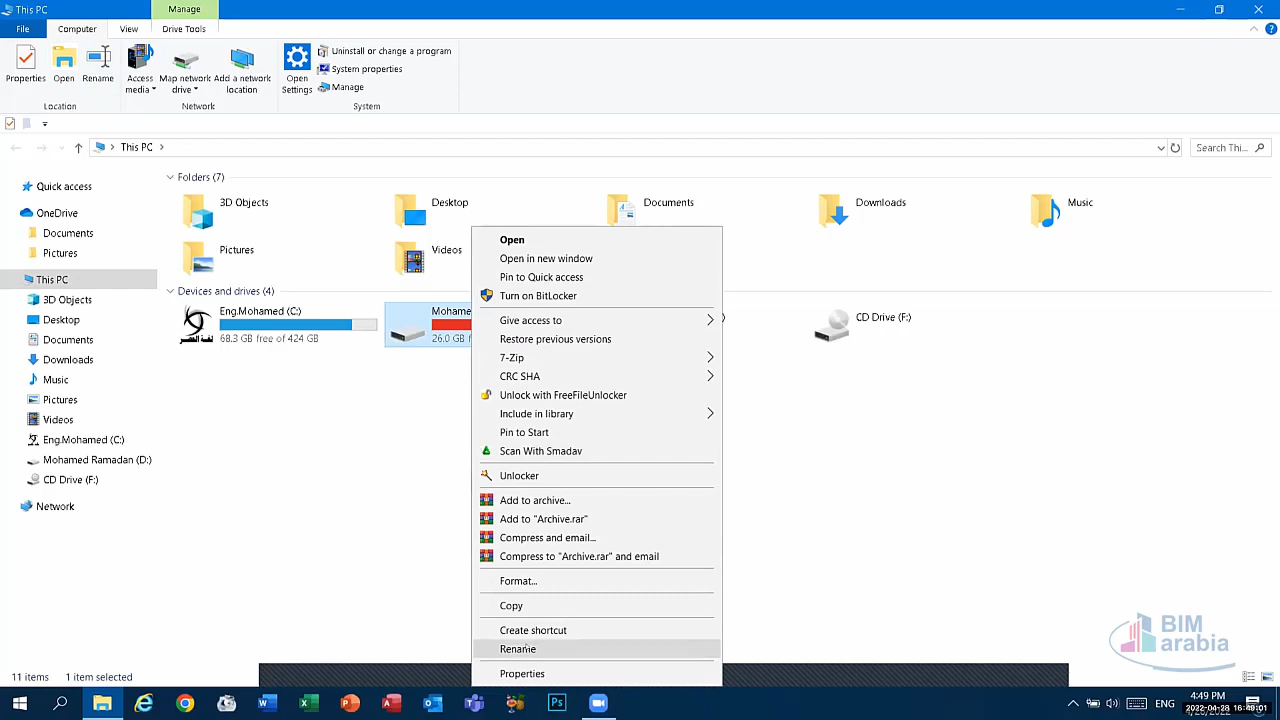 This PC
Manage
File
Computer
View
Drive Tools
Properties
Open
Rename
Access media
Map network drive
Add a network location
Open Settings
Uninstall or change a program
System properties
Manage
Location
Network
System
This PC
Search Thi...
Quick access
OneDrive
Documents
Pictures
This PC
3D Objects
Desktop
Documents
Downloads
Music
Pictures
Videos
Eng.Mohamed (C:)
Mohamed Ramadan (D:)
CD Drive (F:)
Network
Folders (7)
3D Objects
Desktop
Documents
Downloads
Music
Pictures
Videos
Devices and drives (4)
Eng.Mohamed (C:)
68.3 GB free of 424 GB
Mohame
26.0 GB f
)
CD Drive (F:)
Open
Open in new window
Pin to Quick access
Turn on BitLocker
Give access to
Restore previous versions
7-Zip
CRC SHA
Unlock with FreeFileUnlocker
Include in library
Pin to Start
Scan With Smadav
Unlocker
Add to archive...
Add to "Archive.rar"
Compress and email...
Compress to "Archive.rar" and email
Format...
Copy
Create shortcut
Rename
Properties
BIM
arabia
11 items
1 item selected
ENG
4:49 PM
2022-04-28 16:49:01